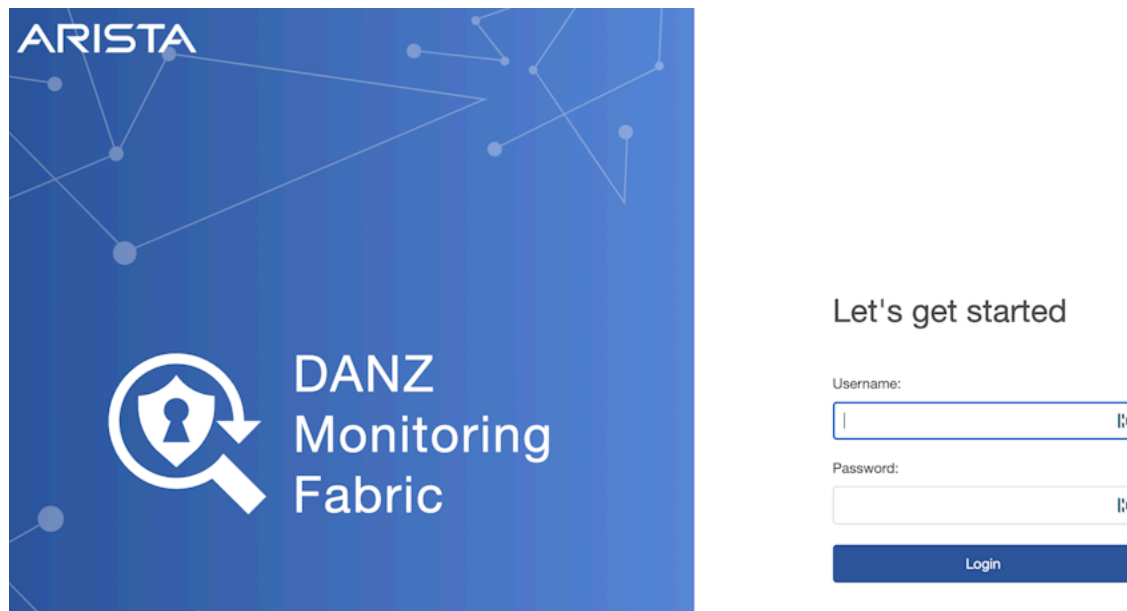 ARISTA
DANZ
Monitoring
Fabric
Let's get started
Username:
Password:
Login